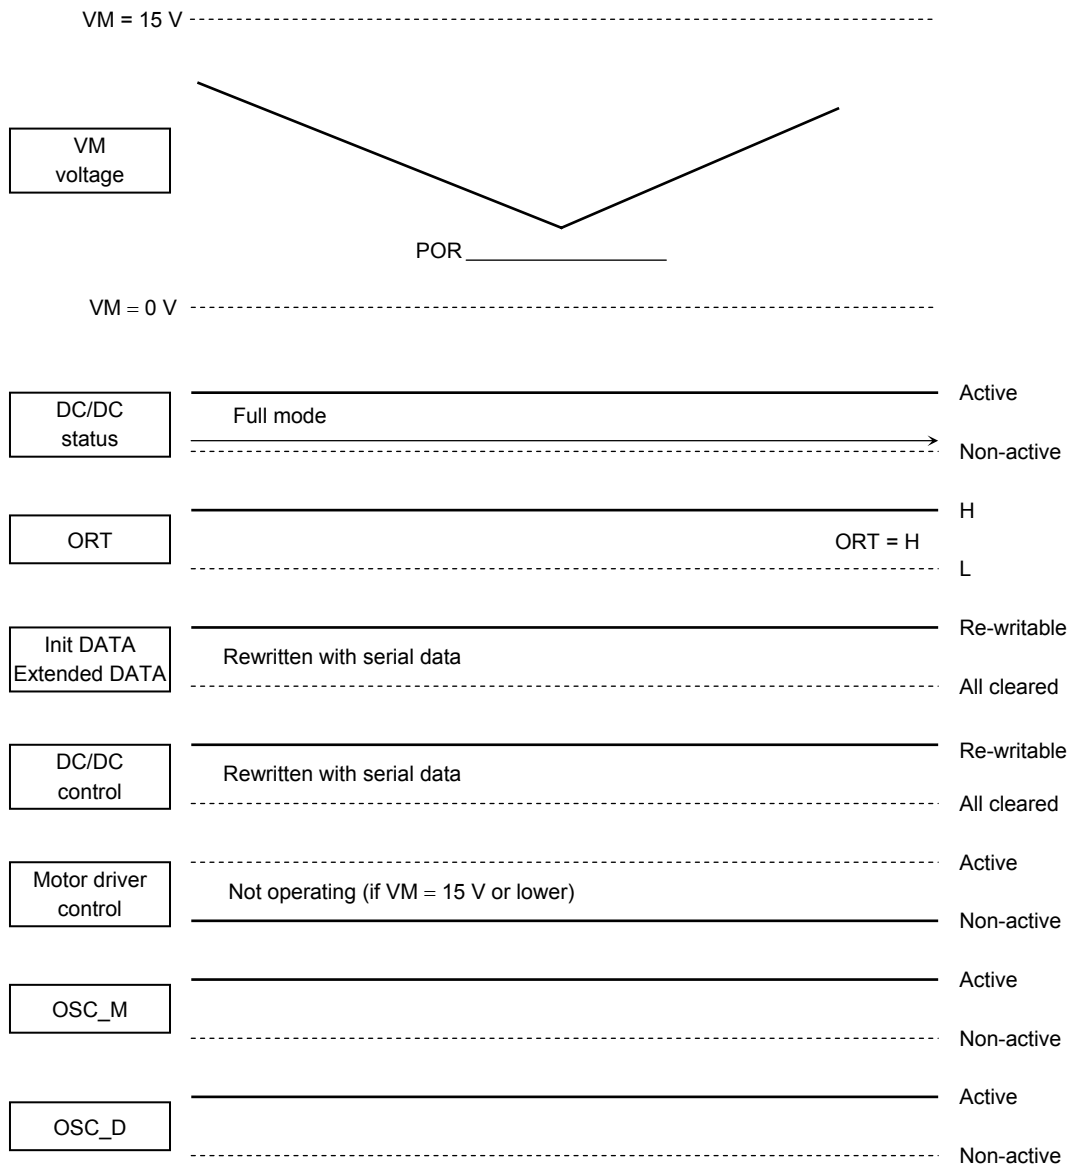 VM = 15 V
VM
voltage
POR
VM = 0 V
DC/DC
status
Full mode
Active
Non-active
ORT
H
ORT = H
L
Init DATA
Extended DATA
Rewritten with serial data
Re-writable
All cleared
DC/DC
control
Rewritten with serial data
Re-writable
All cleared
Motor driver
control
Not operating (if VM = 15 V or lower)
Active
Non-active
OSC_M
Active
Non-active
OSC_D
Active
Non-active